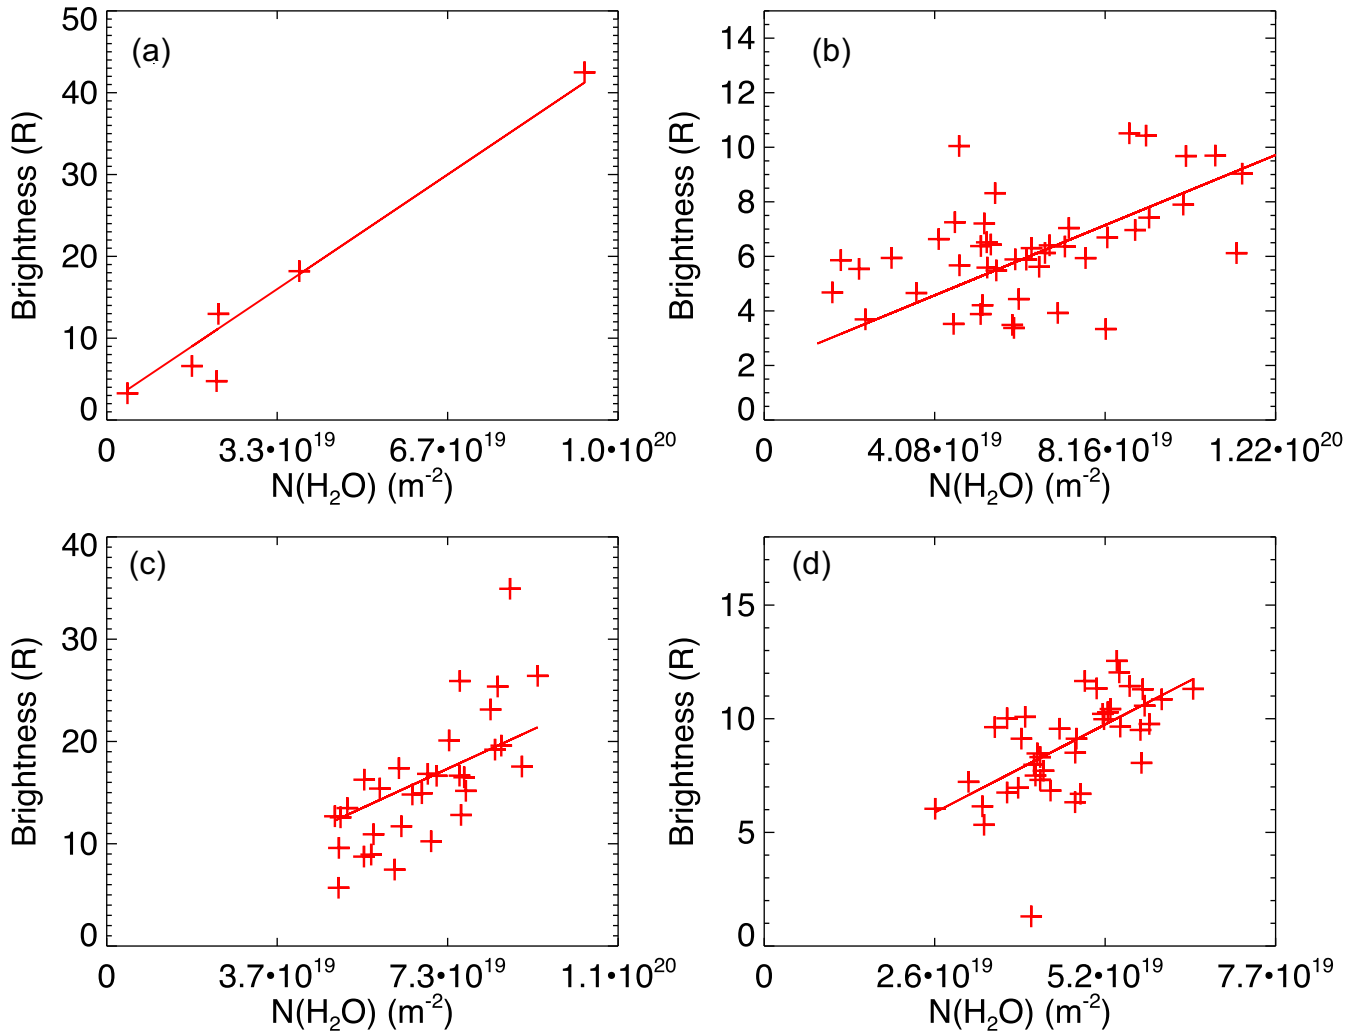 (a)
Brightness (R)
50
40
30
20
10
0
0 3.3•10^19 6.7•10^19 1.0•10^20
N(H₂O) (m⁻²)
(b)
Brightness (R)
14
12
10
8
6
4
2
0
0 4.08•10^19 8.16•10^19 1.22•10^20
N(H₂O) (m⁻²)
(c)
Brightness (R)
40
30
20
10
0
0 3.7•10^19 7.3•10^19 1.1•10^20
N(H₂O) (m⁻²)
(d)
Brightness (R)
15
10
5
0
0 2.6•10^19 5.2•10^19 7.7•10^19
N(H₂O) (m⁻²)